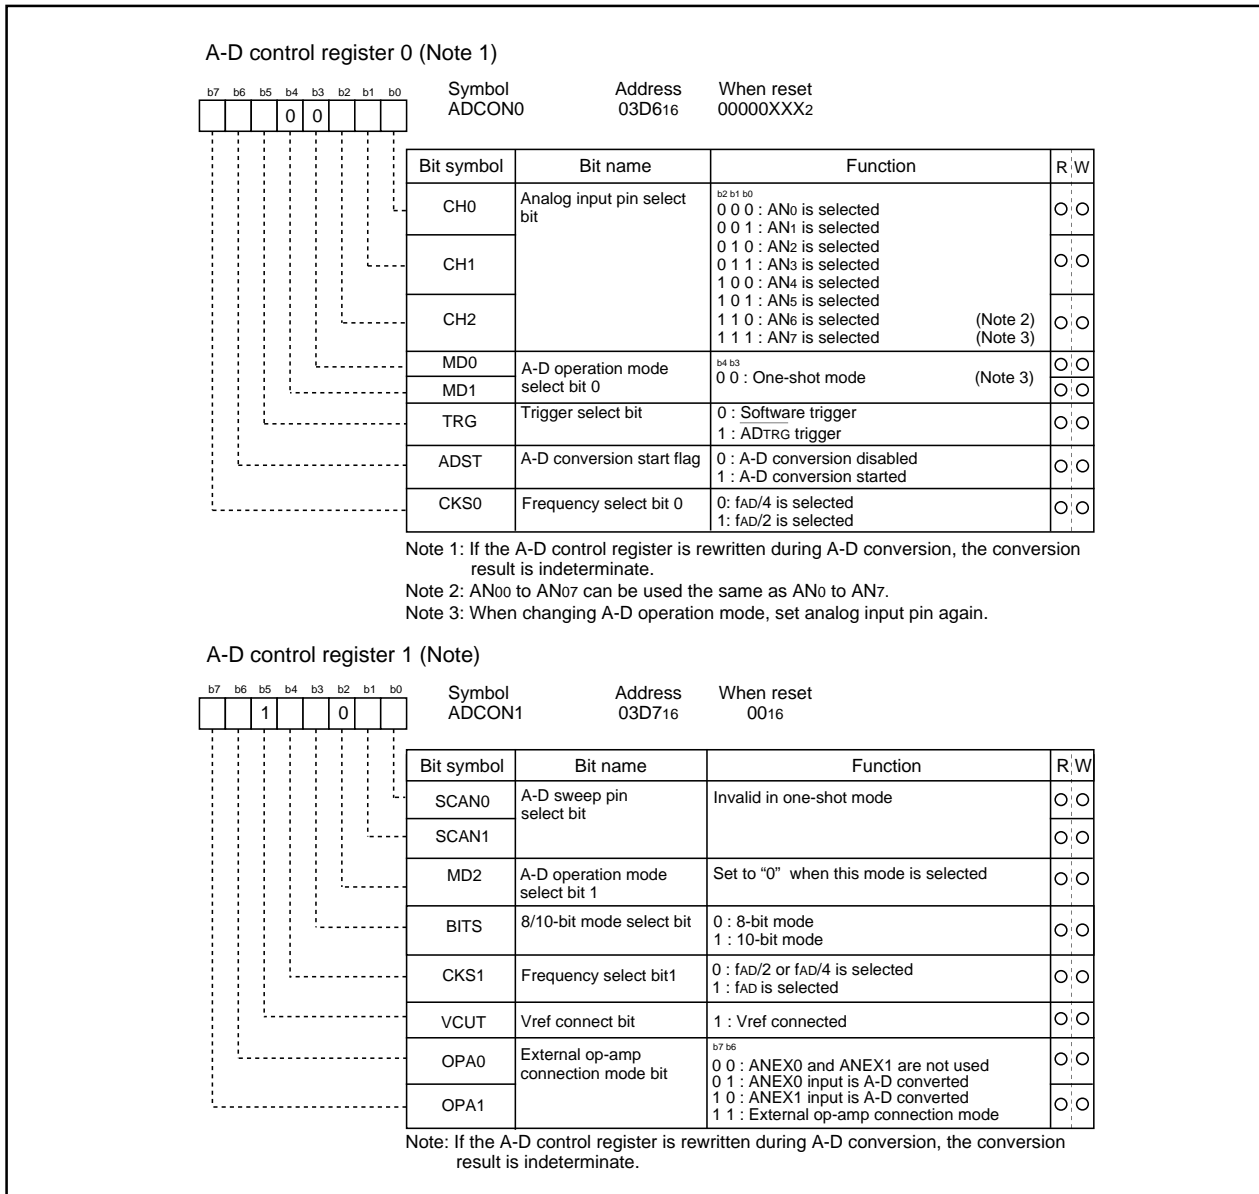 A-D control register 0 (Note 1)
b7 b6 b5 b4 b3 b2 b1 b0
0 0
Symbol Address When reset
ADCON0 03D616 00000XXX2
Bit symbol Bit name Function R W
CH0 Analog input pin select bit
b2 b1 b0
0 0 0 : AN0 is selected
0 0 1 : AN1 is selected
CH1
0 1 0 : AN2 is selected
0 1 1 : AN3 is selected
1 0 0 : AN4 is selected
CH2
1 0 1 : AN5 is selected
1 1 0 : AN6 is selected (Note 2)
1 1 1 : AN7 is selected (Note 3)
MD0 A-D operation mode
b4 b3
0 0 : One-shot mode (Note 3)
MD1 select bit 0
TRG Trigger select bit
0 : Software trigger
1 : ADTRG trigger
ADST A-D conversion start flag
0 : A-D conversion disabled
1 : A-D conversion started
CKS0 Frequency select bit 0
0: fAD/4 is selected
1: fAD/2 is selected
Note 1: If the A-D control register is rewritten during A-D conversion, the conversion
result is indeterminate.
Note 2: AN00 to AN07 can be used the same as AN0 to AN7.
Note 3: When changing A-D operation mode, set analog input pin again.
A-D control register 1 (Note)
b7 b6 b5 b4 b3 b2 b1 b0
1 0
Symbol Address When reset
ADCON1 03D716 0016
Bit symbol Bit name Function R W
SCAN0 A-D sweep pin
select bit
Invalid in one-shot mode
SCAN1
MD2 A-D operation mode
select bit 1
Set to “0” when this mode is selected
BITS 8/10-bit mode select bit
0 : 8-bit mode
1 : 10-bit mode
CKS1 Frequency select bit1
0 : fAD/2 or fAD/4 is selected
1 : fAD is selected
VCUT Vref connect bit 1 : Vref connected
OPA0 External op-amp
connection mode bit
b7 b6
0 0 : ANEX0 and ANEX1 are not used
0 1 : ANEX0 input is A-D converted
OPA1
1 0 : ANEX1 input is A-D converted
1 1 : External op-amp connection mode
Note: If the A-D control register is rewritten during A-D conversion, the conversion
result is indeterminate.